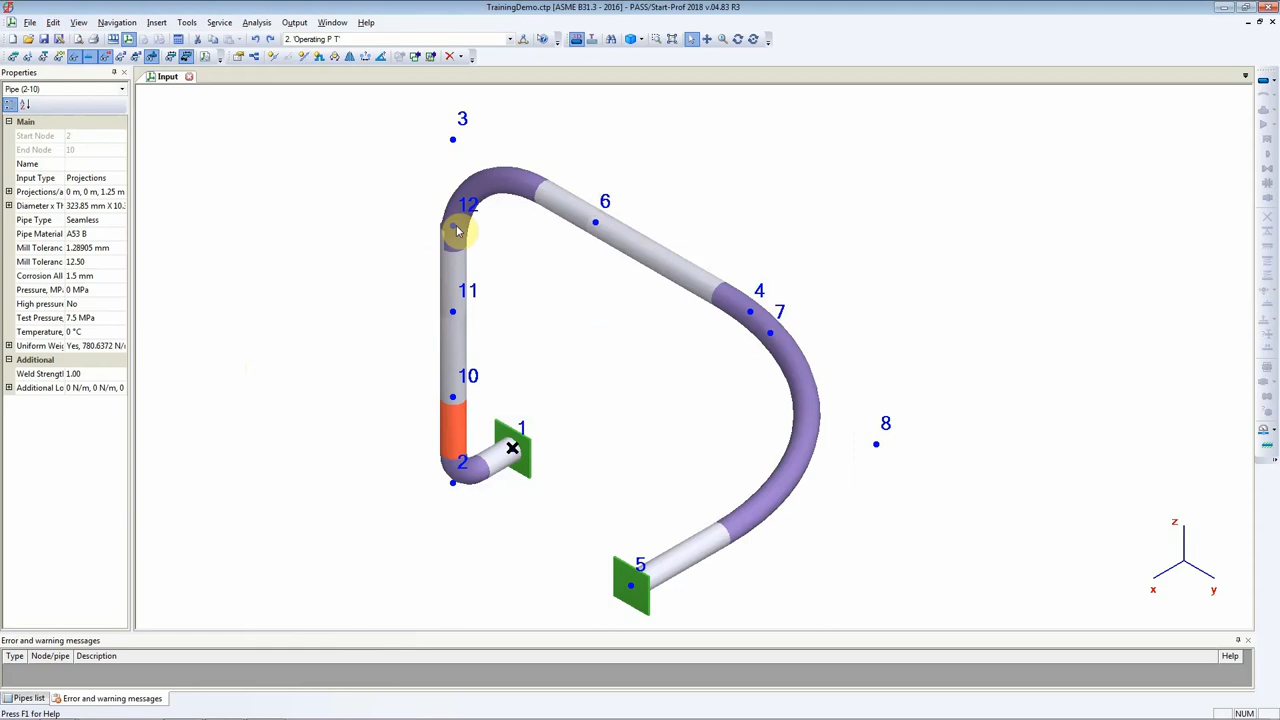 TrainingDemo.ctp [ASME B31.3 - 2016] - PASS/Start-Prof 2018 v.04.83 R3
File Edit View Navigation Insert Tools Service Analysis Output Window Help
2. 'Operating P T'
Properties
Input
Pipe (2-10)
Main
Start Node 2
End Node 10
Name
Input Type Projections
Projections/a 0 m, 0 m, 1.25 m
Diameter x Th 323.85 mm X 10.
Pipe Type Seamless
Pipe Material A53 B
Mill Toleranc 1.28905 mm
Mill Toleranc 12.50
Corrosion All 1.5 mm
Pressure, MP 0 MPa
High pressure No
Test Pressure, 7.5 MPa
Temperature, 0 °C
Uniform Wei Yes, 780.6372 N/
Additional
Weld Strengt 1.00
Additional Lo 0 N/m, 0 N/m, 0
3
12
6
11
4
7
10
1
8
2
5
z
x
y
Error and warning messages
Type Node/pipe Description Help
Pipes list Error and warning messages
Press F1 for Help NUM